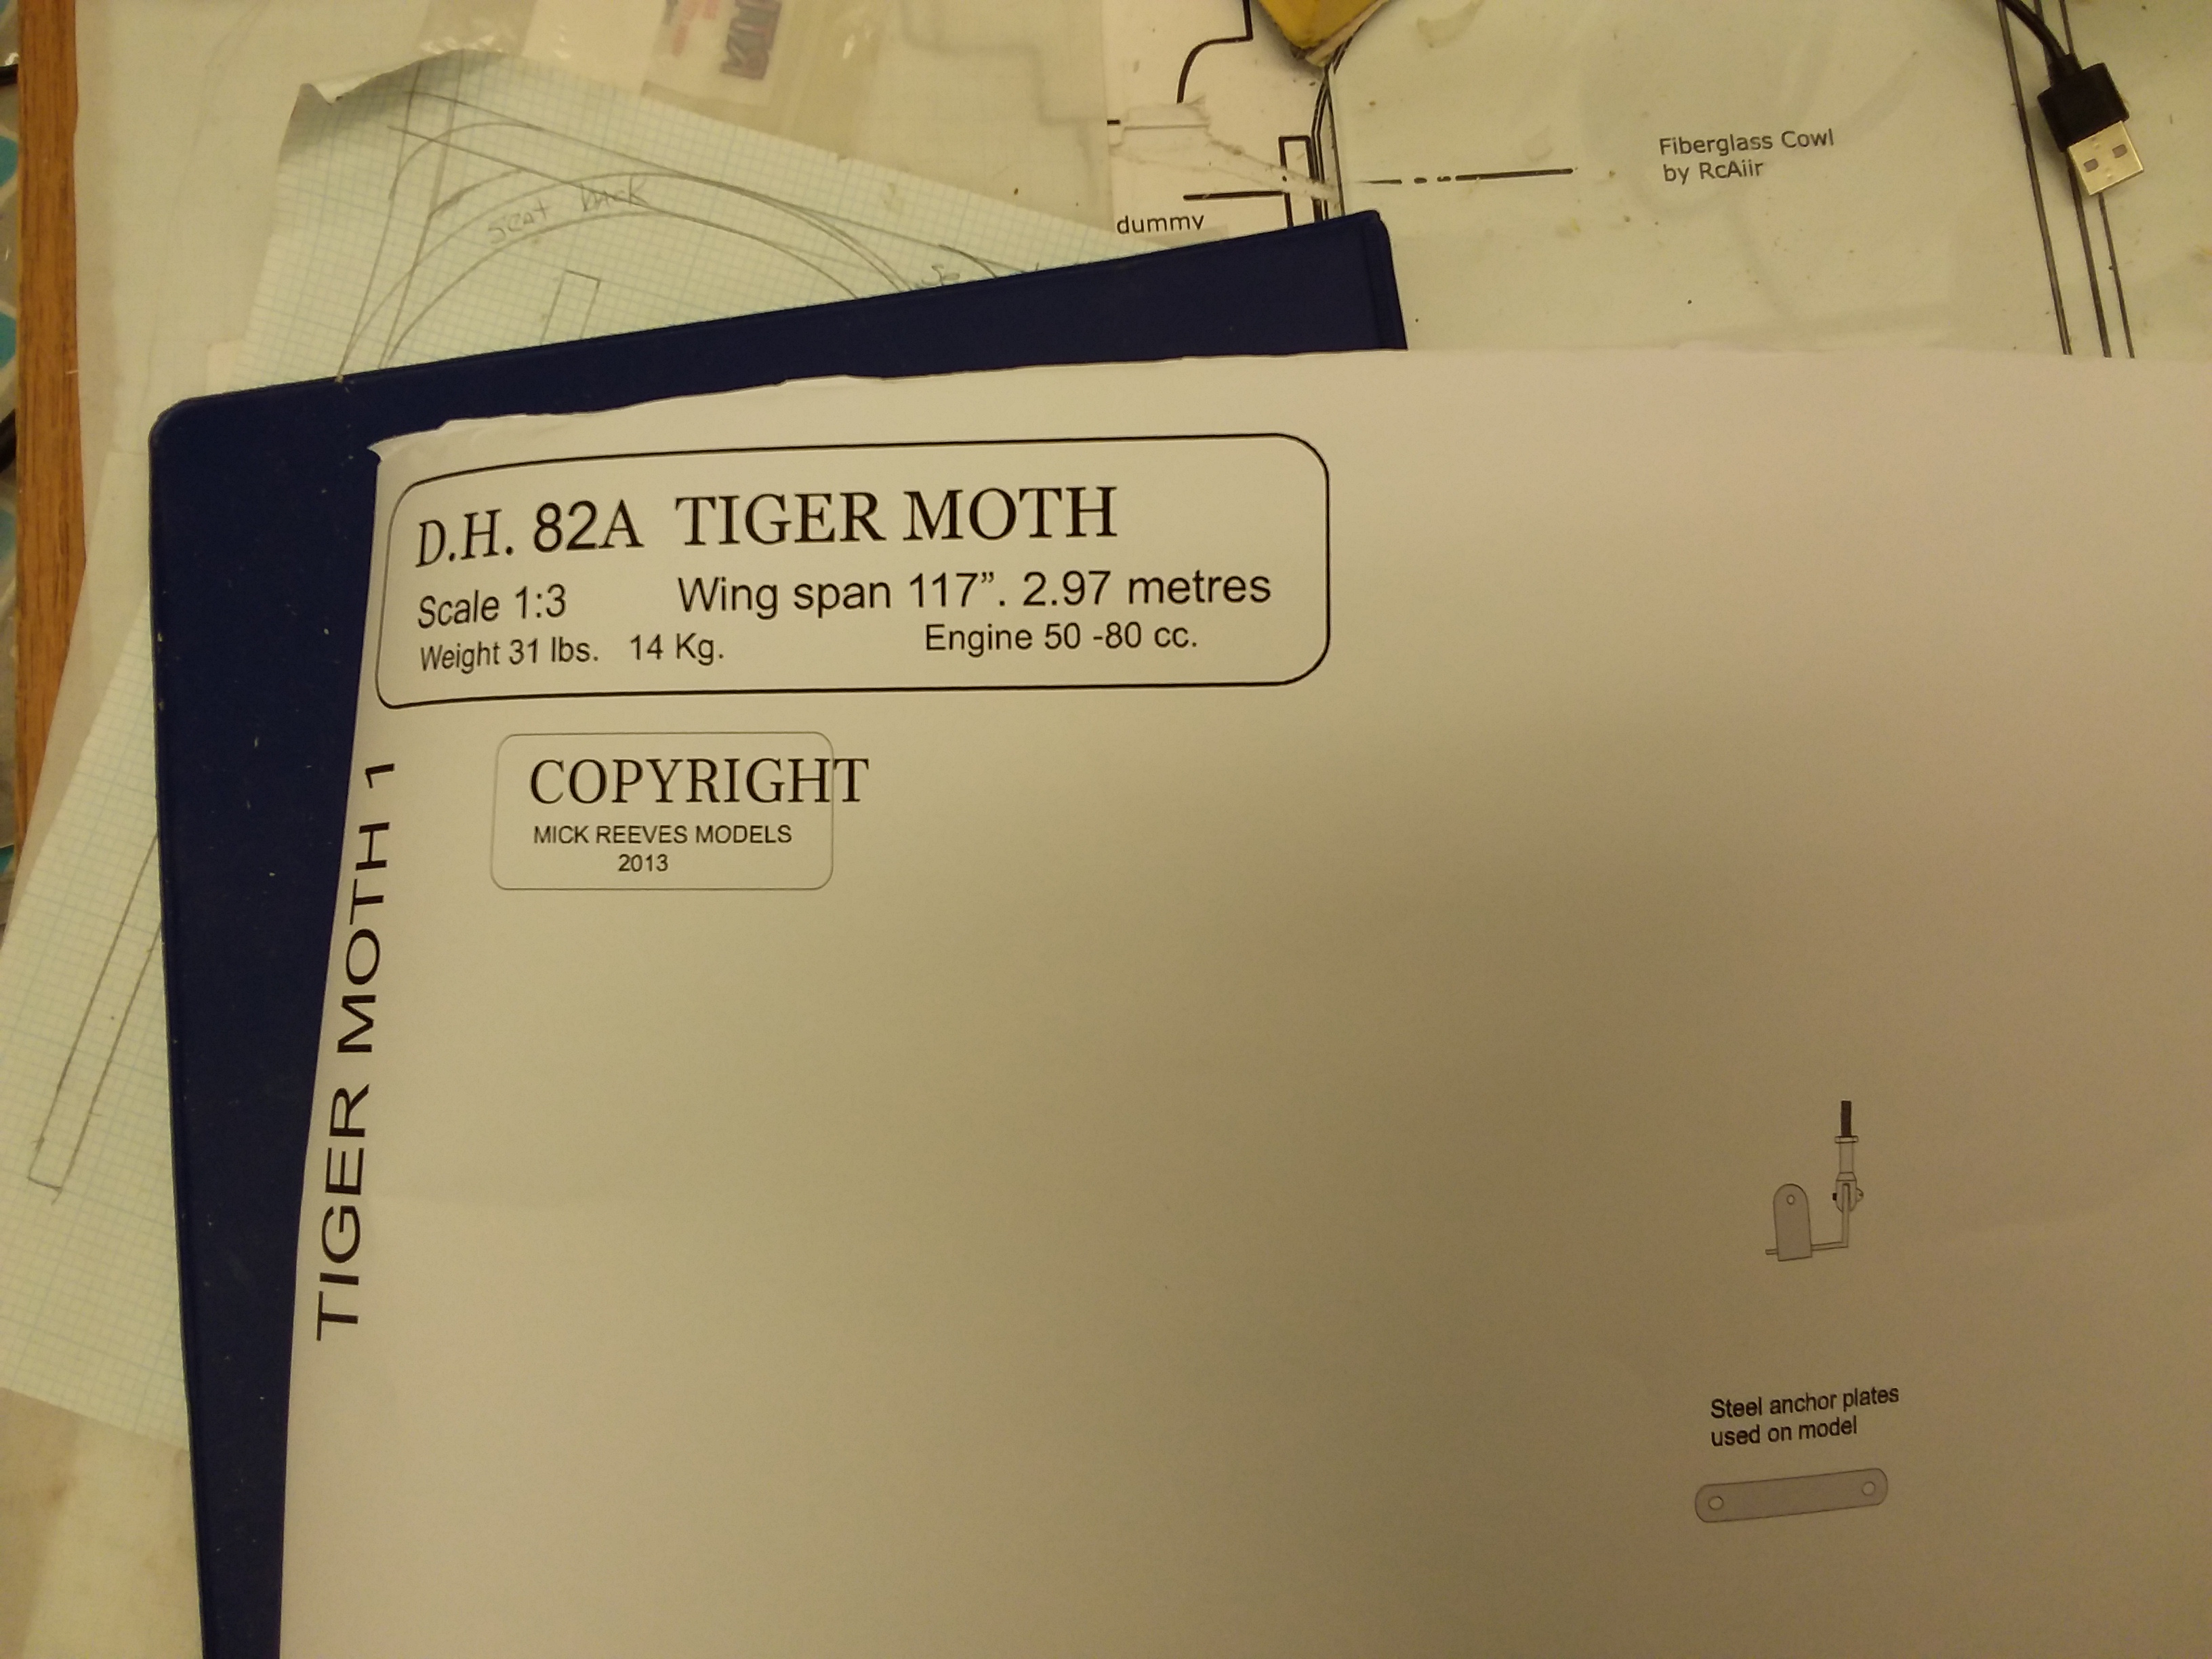 Fiberglass Cowl
by RcAiir
dummy
seat back
D.H. 82A TIGER MOTH
Scale 1:3 Wing span 117”. 2.97 metres
Weight 31 lbs. 14 Kg. Engine 50 -80 cc.
COPYRIGHT
MICK REEVES MODELS
2013
TIGER MOTH 1
Steel anchor plates
used on model